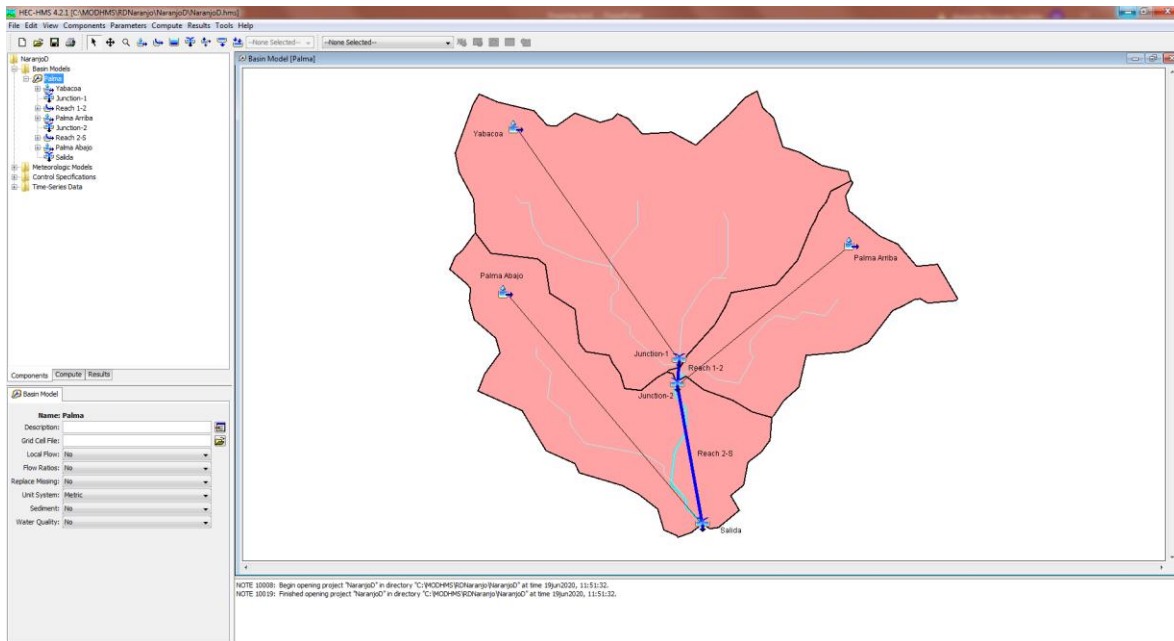 HEC-HMS 4.2.1 [C:\MODHMS\RDNaranjo\NaranjoD\NaranjoD.hms]
File Edit View Components Parameters Compute Results Tools Help
--None Selected-- --None Selected--
NaranjoD
Basin Models
Palma
Yabacoa
Junction-1
Reach 1-2
Palma Arriba
Junction-2
Reach 2-S
Palma Abajo
Salida
Meteorologic Models
Control Specifications
Time-Series Data
Components Compute Results
Basin Model
Name: Palma
Description:
Grid Cell File:
Local Flow: No
Flow Ratios: No
Replace Missing: No
Unit System: Metric
Sediment: No
Water Quality: No
Basin Model [Palma]
Yabacoa
Palma Arriba
Palma Abajo
Junction-1
Reach 1-2
Junction-2
Reach 2-S
Salida
NOTE 10008: Begin opening project "NaranjoD" in directory "C:\MODHMS\RDNaranjo\NaranjoD" at time 19jun2020, 11:51:32.
NOTE 10019: Finished opening project "NaranjoD" in directory "C:\MODHMS\RDNaranjo\NaranjoD" at time 19jun2020, 11:51:32.